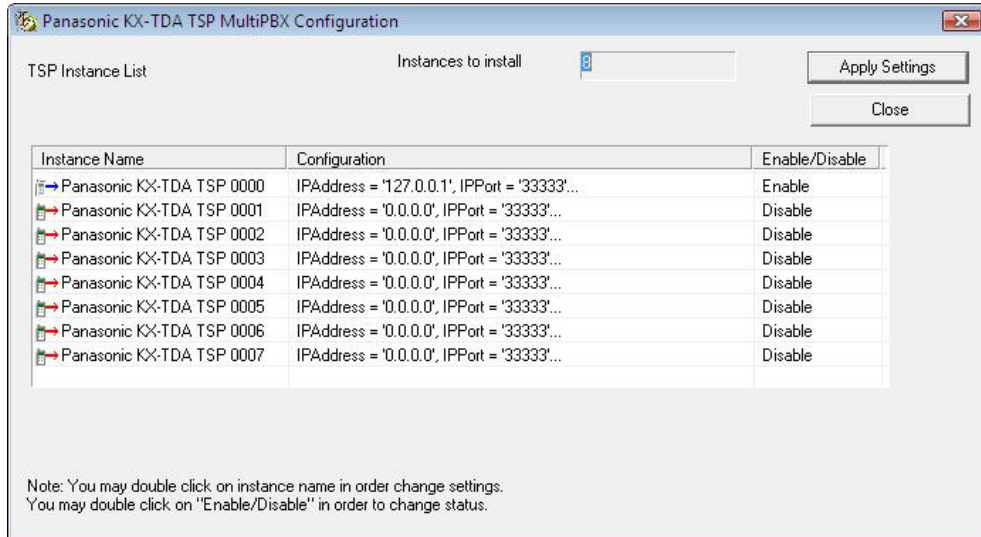 Panasonic KX-TDA TSP MultiPBX Configuration
TSP Instance List
Instances to install
8
Apply Settings
Close
Instance Name Configuration Enable/Disable
Panasonic KX-TDA TSP 0000 IPAddress = '127.0.0.1', IPPort = '33333'... Enable
Panasonic KX-TDA TSP 0001 IPAddress = '0.0.0.0', IPPort = '33333'... Disable
Panasonic KX-TDA TSP 0002 IPAddress = '0.0.0.0', IPPort = '33333'... Disable
Panasonic KX-TDA TSP 0003 IPAddress = '0.0.0.0', IPPort = '33333'... Disable
Panasonic KX-TDA TSP 0004 IPAddress = '0.0.0.0', IPPort = '33333'... Disable
Panasonic KX-TDA TSP 0005 IPAddress = '0.0.0.0', IPPort = '33333'... Disable
Panasonic KX-TDA TSP 0006 IPAddress = '0.0.0.0', IPPort = '33333'... Disable
Panasonic KX-TDA TSP 0007 IPAddress = '0.0.0.0', IPPort = '33333'... Disable
Note: You may double click on instance name in order change settings.
You may double click on "Enable/Disable" in order to change status.